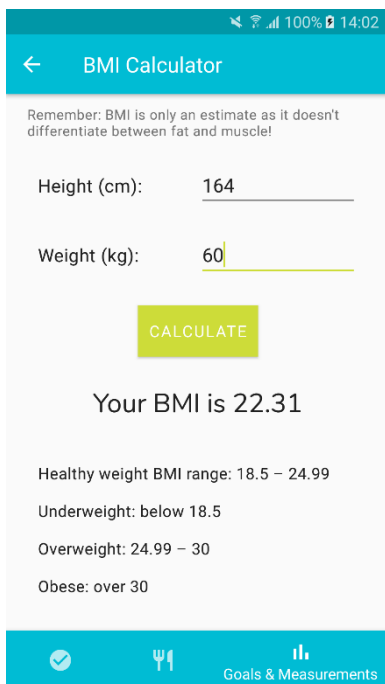 100% 14:02
BMI Calculator
Remember: BMI is only an estimate as it doesn't
differentiate between fat and muscle!
Height (cm): 164
Weight (kg): 60
CALCULATE
Your BMI is 22.31
Healthy weight BMI range: 18.5 – 24.99
Underweight: below 18.5
Overweight: 24.99 – 30
Obese: over 30
Goals & Measurements